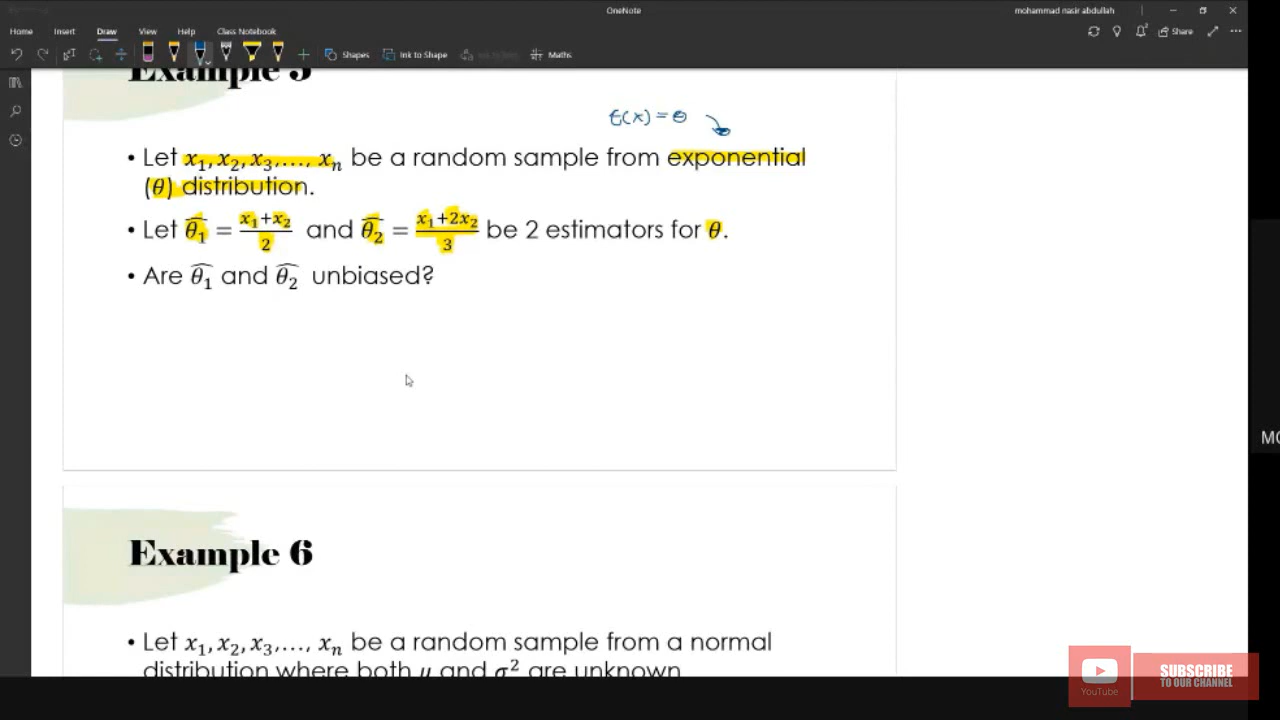 OneNote
mohammad nasir abdullah
Home Insert Draw View Help Class Notebook
Share
Shapes Ink to Shape Maths
Example 5
E(x) = θ
• Let x₁, x₂, x₃,…, xₙ be a random sample from exponential
(θ) distribution.
• Let θ̂₁ = (x₁+x₂)/2 and θ̂₂ = (x₁+2x₂)/3 be 2 estimators for θ.
• Are θ̂₁ and θ̂₂ unbiased?
Example 6
• Let x₁, x₂, x₃,…, xₙ be a random sample from a normal
distribution where both μ and σ² are unknown
MO
YouTube
SUBSCRIBE
TO OUR CHANNEL